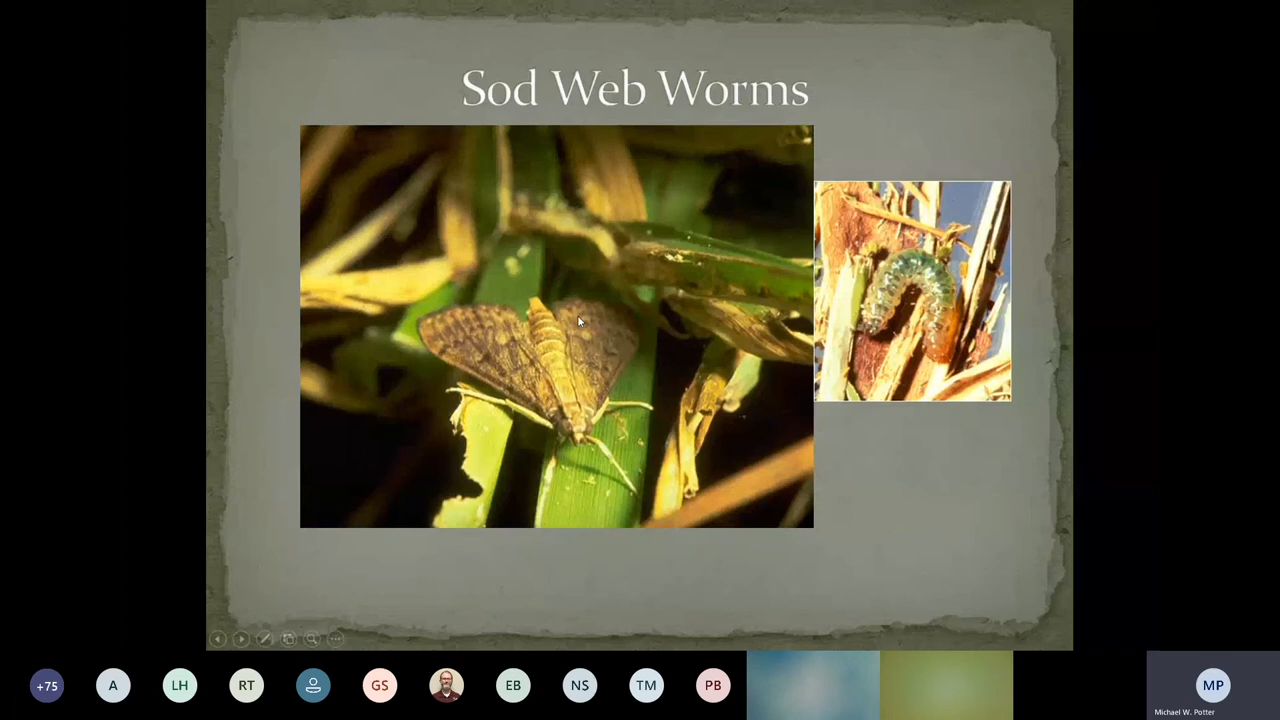 Sod Web Worms
+75
A
LH
RT
GS
EB
NS
TM
PB
MP
Michael W. Potter